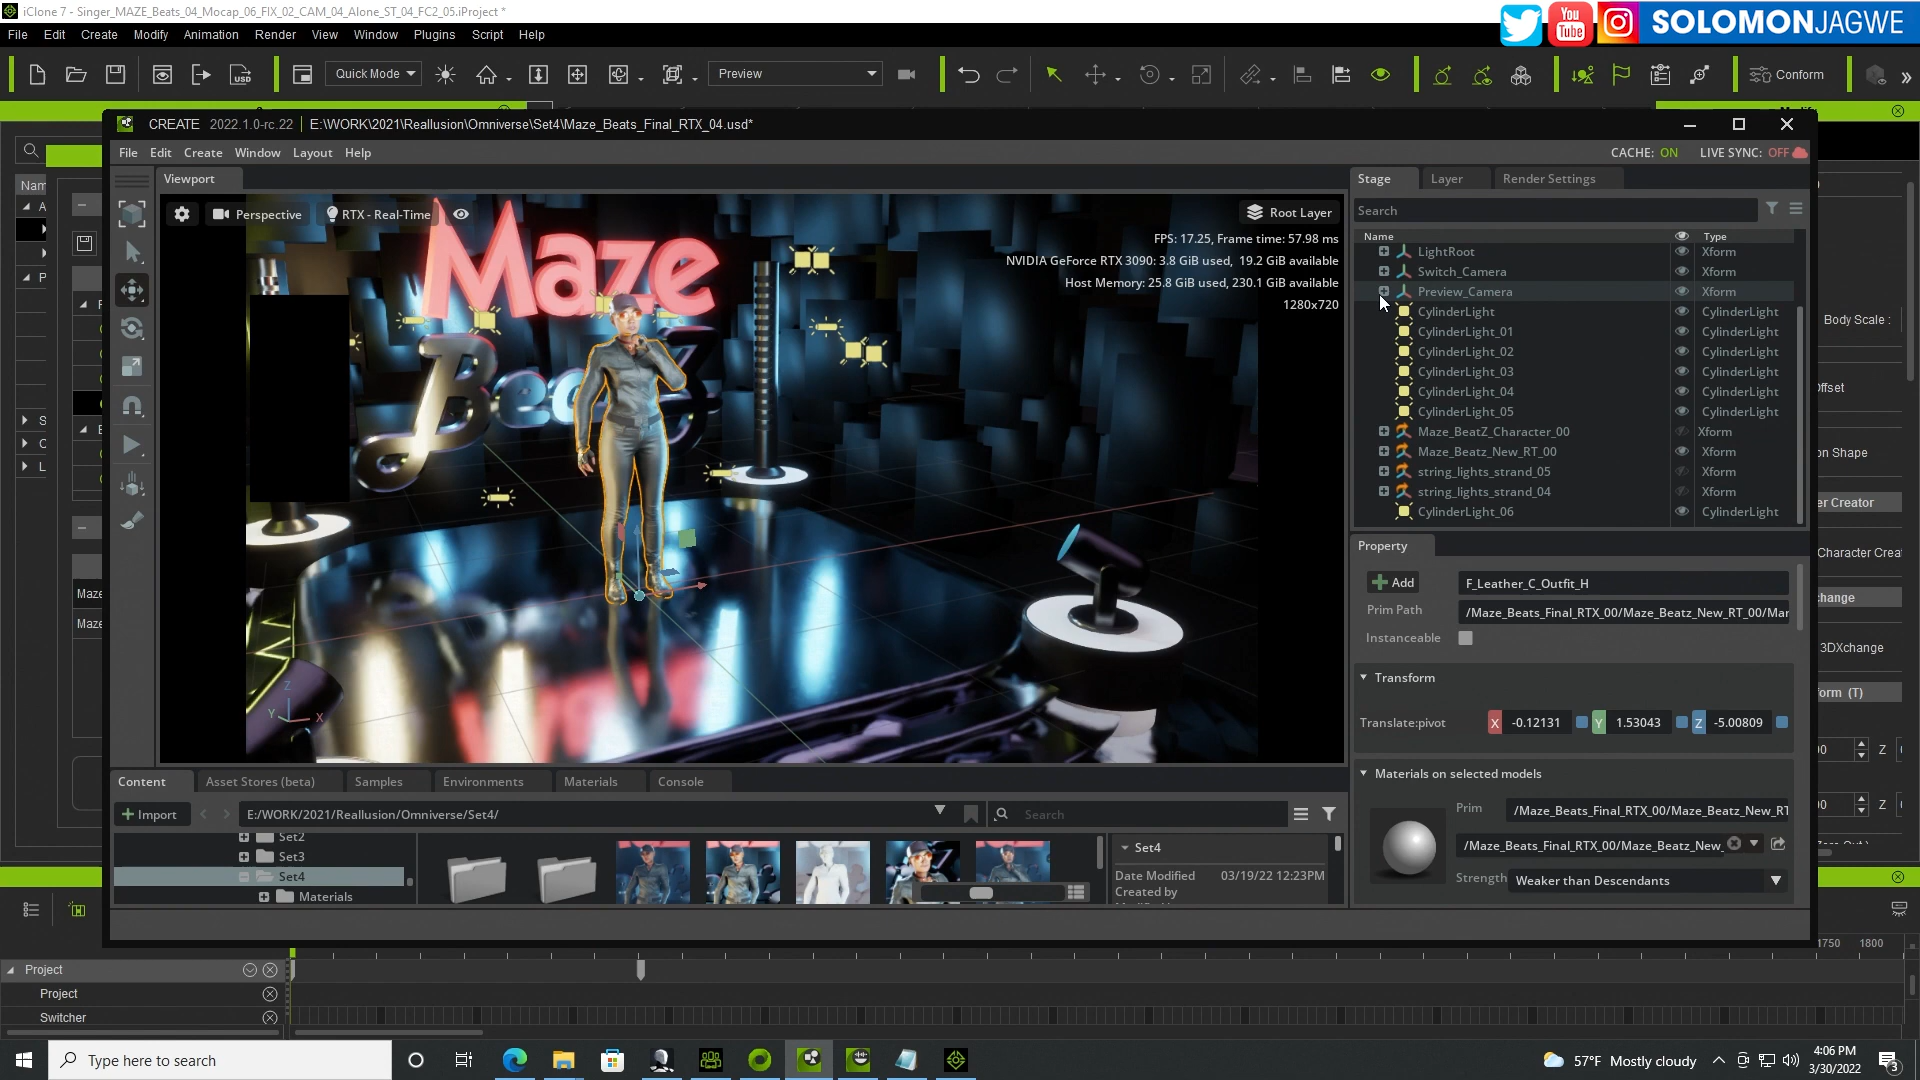 iClone 7 - Singer_MAZE_Beats_04_Mocap_06_FIX_02_CAM_04_Alone_ST_04_FC2_05.iProject *
SOLOMONJAGWE
You Tube
File Edit Create Modify Animation Render View Window Plugins Script Help
USD
Quick Mode
Preview
Conform
CREATE 2022.1.0-rc.22 | E:\WORK\2021\Reallusion\Omniverse\Set4\Maze_Beats_Final_RTX_04.usd*
File Edit Create Window Layout Help
CACHE: ON LIVE SYNC: OFF
Viewport
Stage Layer Render Settings
Perspective
RTX - Real-Time
Root Layer
FPS: 17.25, Frame time: 57.98 ms
NVIDIA GeForce RTX 3090: 3.8 GiB used, 19.2 GiB available
Host Memory: 25.8 GiB used, 230.1 GiB available
1280x720
Maze
Search
Name Type
LightRoot Xform
Switch_Camera Xform
Preview_Camera Xform
CylinderLight CylinderLight
CylinderLight_01 CylinderLight
CylinderLight_02 CylinderLight
CylinderLight_03 CylinderLight
CylinderLight_04 CylinderLight
CylinderLight_05 CylinderLight
Maze_BeatZ_Character_00 Xform
Maze_Beatz_New_RT_00 Xform
string_lights_strand_05 Xform
string_lights_strand_04 Xform
CylinderLight_06 CylinderLight
Body Scale :
Property
Add F_Leather_C_Outfit_H
Prim Path /Maze_Beats_Final_RTX_00/Maze_Beatz_New_RT_00/Mar
Instanceable
Transform
Translate:pivot X -0.12131 Y 1.53043 Z -5.00809
Materials on selected models
Prim /Maze_Beats_Final_RTX_00/Maze_Beatz_New_RT
/Maze_Beats_Final_RTX_00/Maze_Beatz_New_
Strength Weaker than Descendants
Z
Y X
Content Asset Stores (beta) Samples Environments Materials Console
Import
E:/WORK/2021/Reallusion/Omniverse/Set4/
Search
Set2
Set3
Set4
Materials
Set4
Date Modified 03/19/22 12:23PM
Created by
Maze
Maze
3DXchange
Z
Z
1750 1800
Project
Project
Switcher
Type here to search
57°F Mostly cloudy
4:06 PM
3/30/2022
3